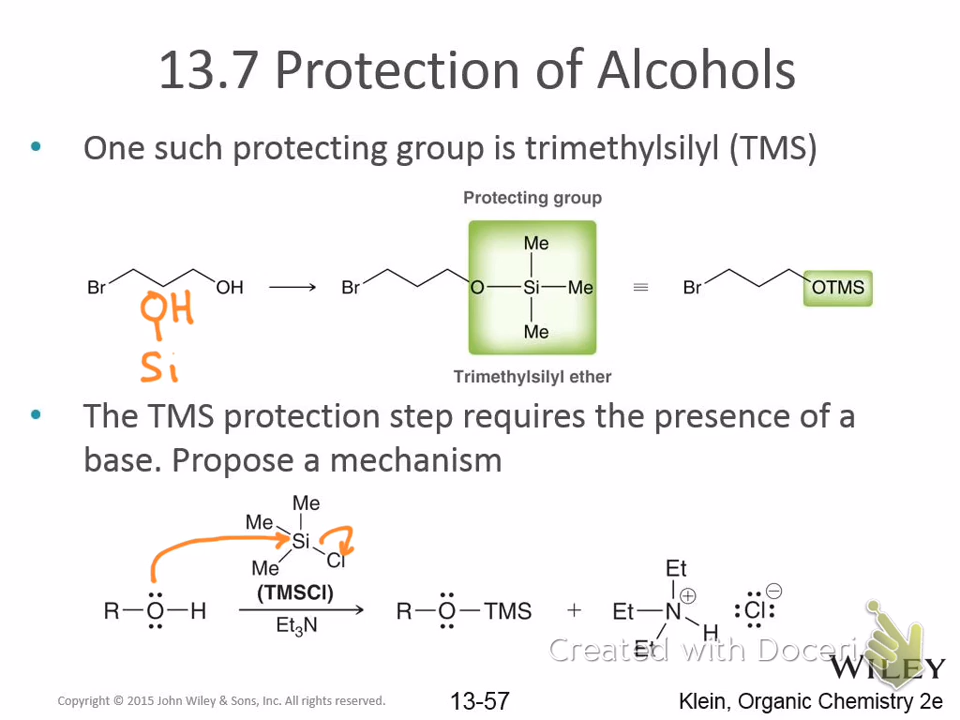 13.7 Protection of Alcohols
• One such protecting group is trimethylsilyl (TMS)
Protecting group
Br OH
Br O Si Me Me Me
≡
Br OTMS
OH
Si
Trimethylsilyl ether
• The TMS protection step requires the presence of a
base. Propose a mechanism
Me
Me
Si
Me Cl
(TMSCl)
Et3N
R–O–H
R–O–TMS
+
Et
Et–N⊕
H
Et
:Cl: ⊖
Created with Doceri
WILEY
Copyright © 2015 John Wiley & Sons, Inc. All rights reserved.
13-57
Klein, Organic Chemistry 2e